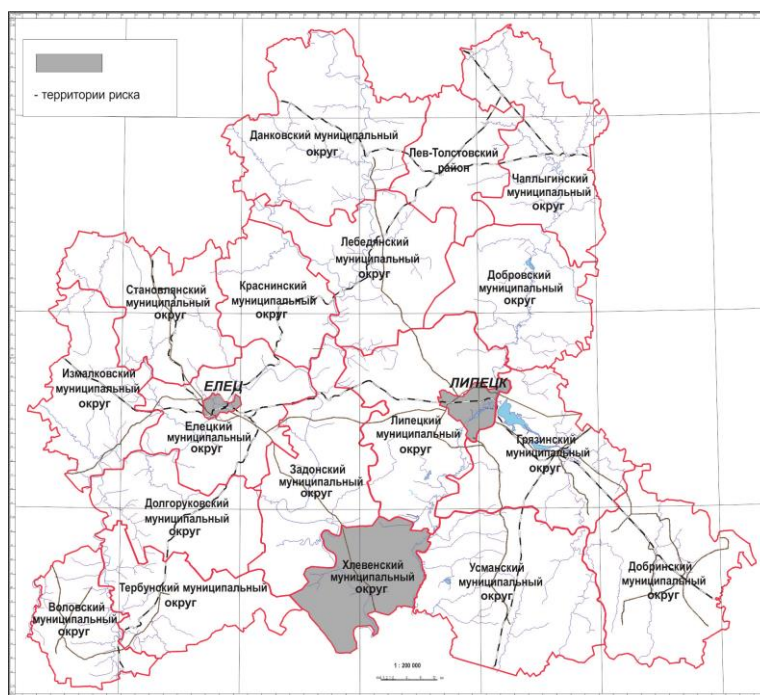 - территории риска
Данковский муниципальный
округ
Лев-Толстовский
район
Чаплыгинский
муниципальный
округ
Лебедянский
муниципальный
округ
Добровский
муниципальный
округ
Становлянский
муниципальный
округ
Краснинский
муниципальный
округ
Измалковский
муниципальный
округ
ЕЛЕЦ
ЛИПЕЦК
Елецкий
муниципальный
округ
Липецкий
муниципальный
округ
Грязинский
муниципальный
округ
Задонский
муниципальный
округ
Долгоруковский
муниципальный
округ
Хлевенский
муниципальный
округ
Усманский
муниципальный
округ
Добринский
муниципальный
округ
Тербунский муниципальный
округ
Воловский
муниципальный
округ
1 : 200 000